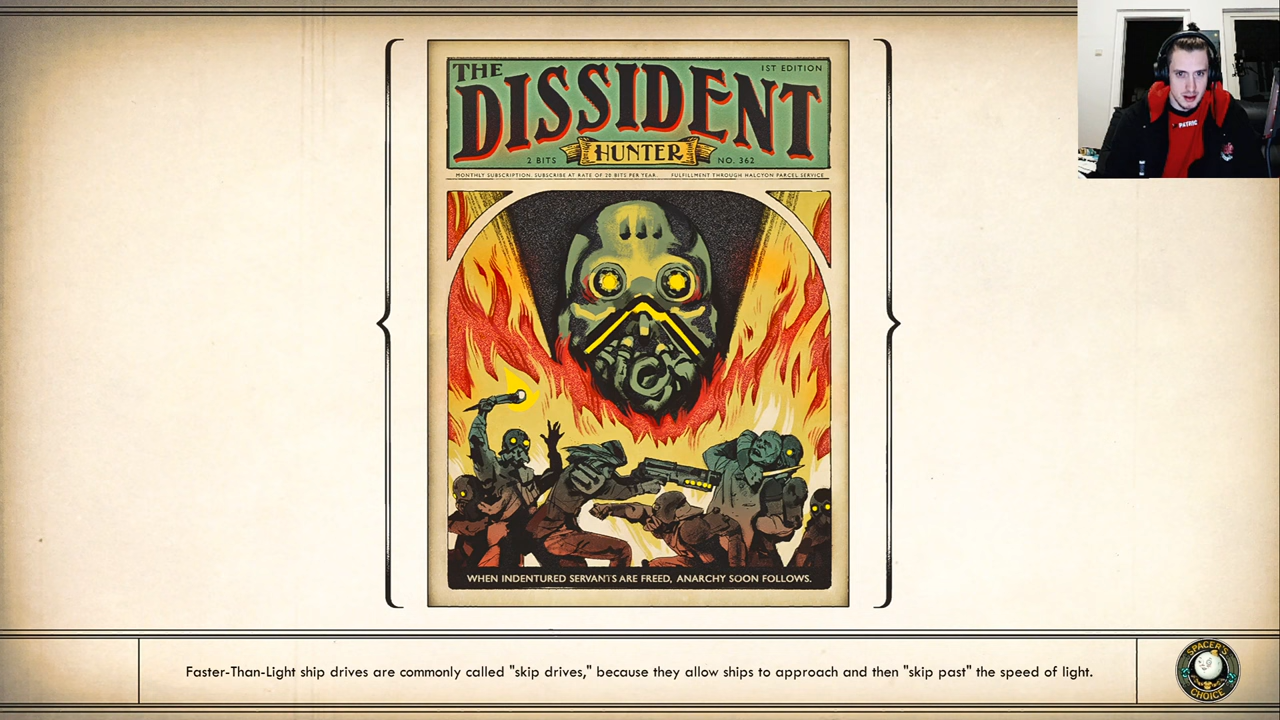 THE
1ST EDITION
DISSIDENT
2 BITS
HUNTER
NO. 362
MONTHLY SUBSCRIPTION. SUBSCRIBE AT RATE OF 20 BITS PER YEAR. FULFILLMENT THROUGH HALCYON PARCEL SERVICE
WHEN INDENTURED SERVANTS ARE FREED, ANARCHY SOON FOLLOWS.
Faster-Than-Light ship drives are commonly called "skip drives," because they allow ships to approach and then "skip past" the speed of light.
SPACER'S
CHOICE